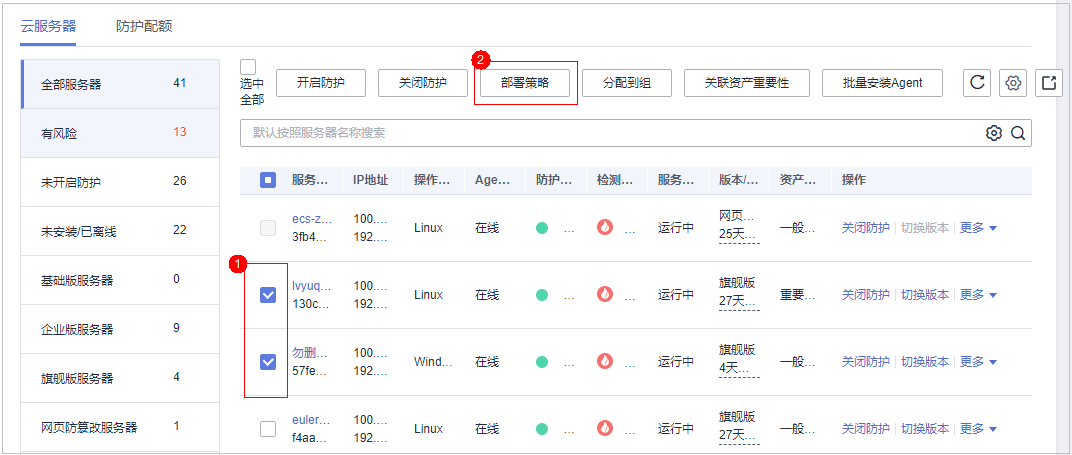 云服务器 防护配额
全部服务器 41
有风险 13
未开启防护 26
未安装/已离线 22
基础版服务器 0
企业版服务器 9
旗舰版服务器 4
网页防篡改服务器 1
选中
全部
开启防护 关闭防护 2 部署策略 分配到组 关联资产重要性 批量安装Agent
默认按照服务器名称搜索
服务... IP地址 操作... Age... 防护... 检测... 服务... 版本/... 资产... 操作
ecs-z... 100.... 网页...
3fb4... 192.... Linux 在线 ... ... 运行中 25天... 一般... 关闭防护 切换版本 更多
1
lvyuq... 100.... 旗舰版
130c... 192.... Linux 在线 ... ... 运行中 27天... 重要... 关闭防护 切换版本 更多
勿删... 100.... 旗舰版
57fe... 192.... Wind... 在线 ... ... 运行中 4天... 一般... 关闭防护 切换版本 更多
euler... 100.... 旗舰版
f4aa... 192.... Linux 在线 ... ... 运行中 27天... 一般... 关闭防护 切换版本 更多